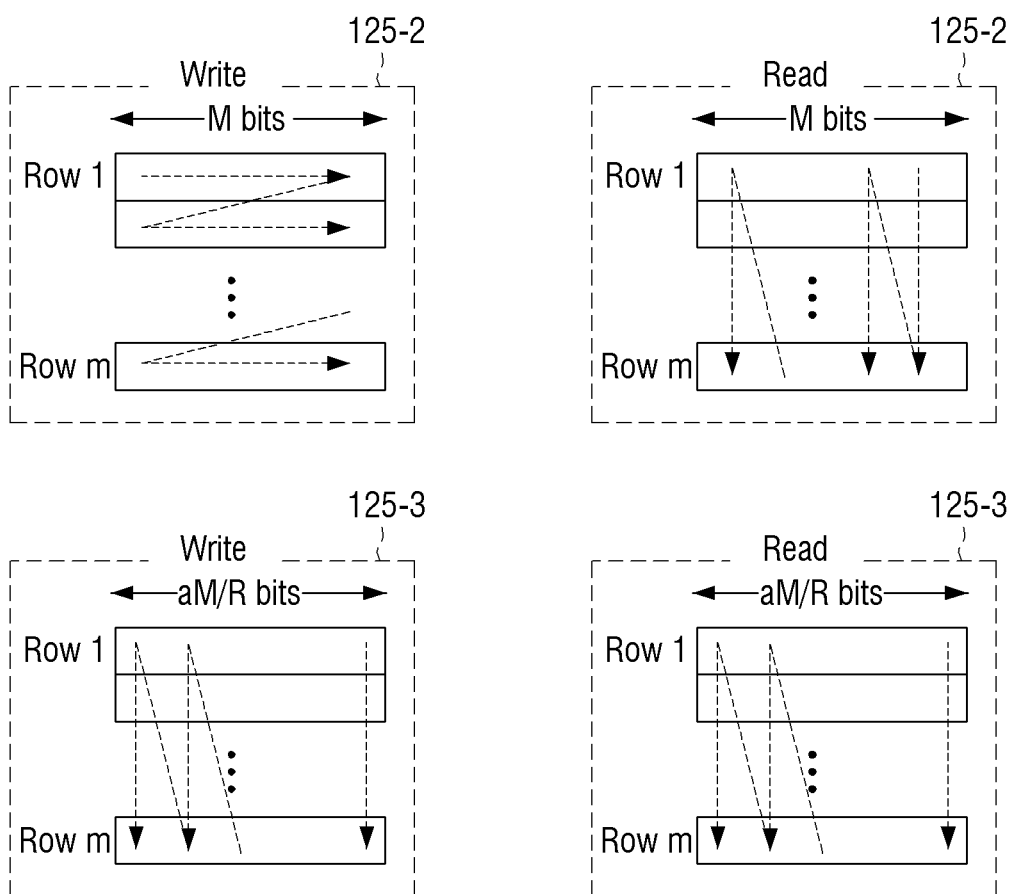 125-2
Write
M bits
Row 1
Row m
125-2
Read
M bits
Row 1
Row m
125-3
Write
aM/R bits
Row 1
Row m
125-3
Read
aM/R bits
Row 1
Row m